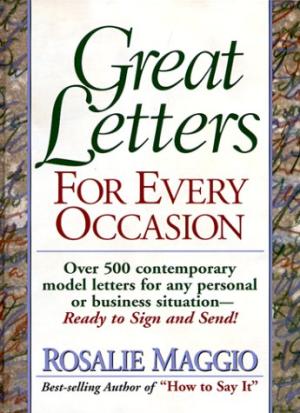 Great
Letters
FOR EVERY
OCCASION
Over 500 contemporary
model letters for any personal
or business situation—
Ready to Sign and Send!
ROSALIE MAGGIO
Best-selling Author of "How to Say It"